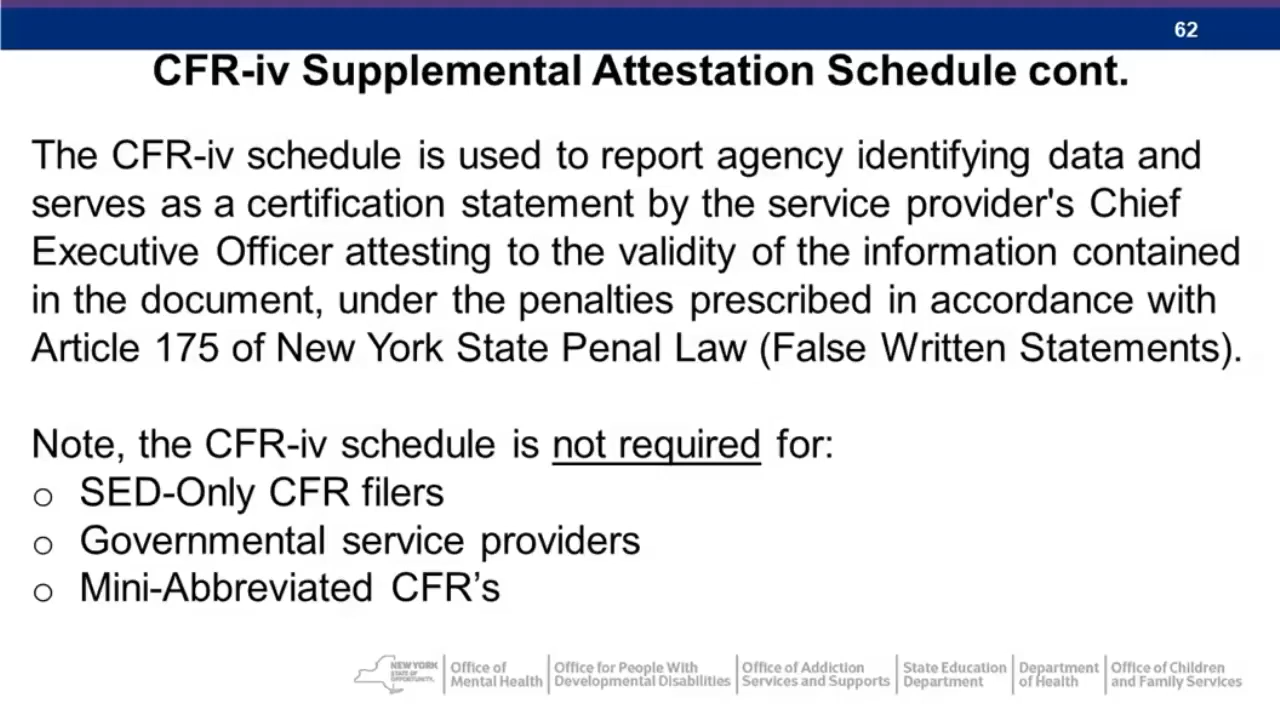 62
CFR-iv Supplemental Attestation Schedule cont.
The CFR-iv schedule is used to report agency identifying data and
serves as a certification statement by the service provider's Chief
Executive Officer attesting to the validity of the information contained
in the document, under the penalties prescribed in accordance with
Article 175 of New York State Penal Law (False Written Statements).
Note, the CFR-iv schedule is not required for:
o SED-Only CFR filers
o Governmental service providers
o Mini-Abbreviated CFR’s
NEW YORK
STATE OF
OPPORTUNITY.
Office of
Mental Health
Office for People With
Developmental Disabilities
Office of Addiction
Services and Supports
State Education
Department
Department
of Health
Office of Children
and Family Services